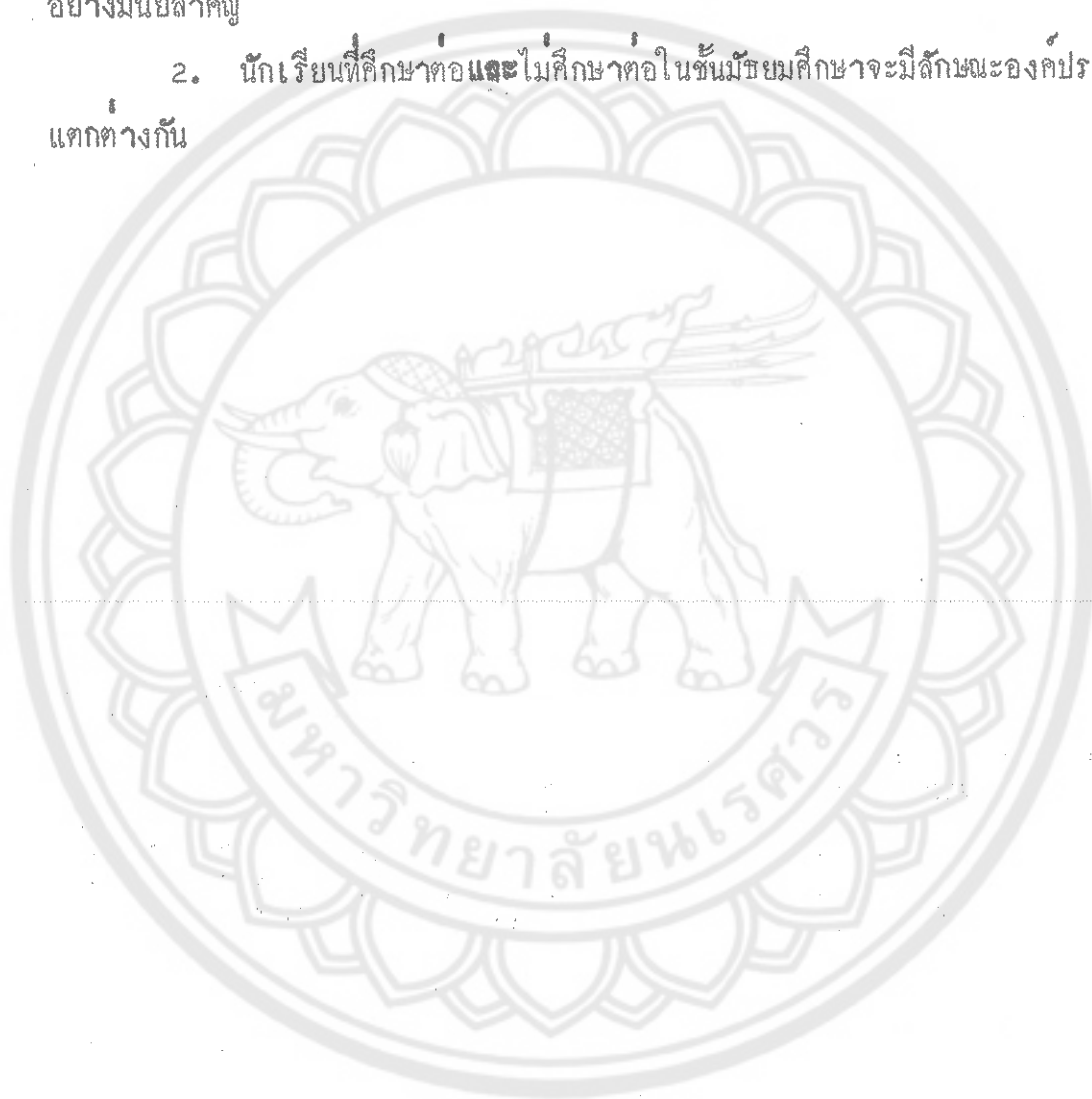 อย่างมีนัยสำคัญ
2. นักเรียนที่ศึกษาต่อและไม่ศึกษาต่อในชั้นมัธยมศึกษาจะมีลักษณะองค์ปร
แตกต่างกัน
มหาวิทยาลัยนเรศวร